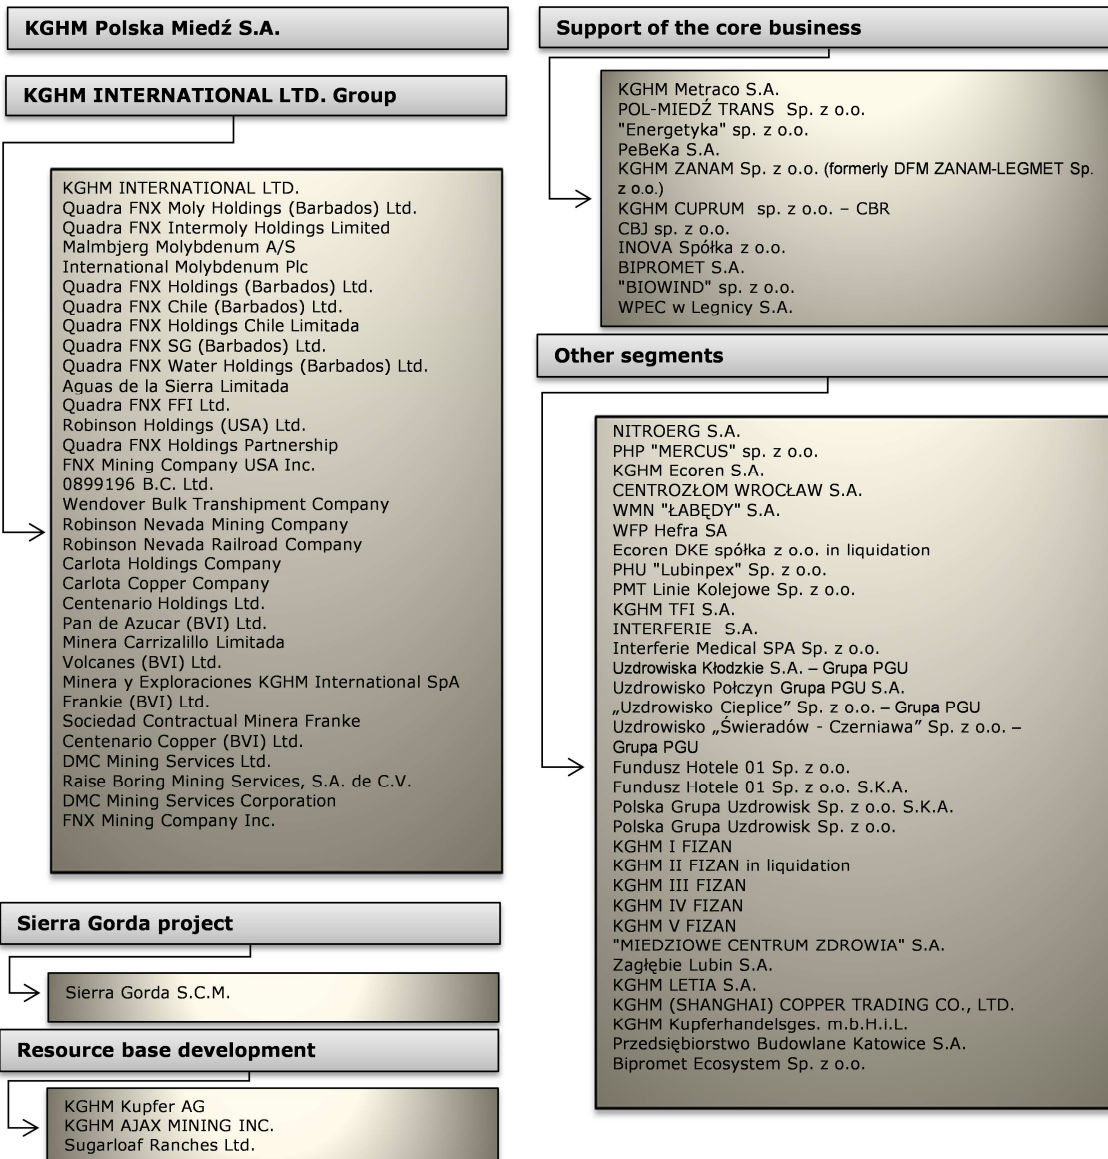 KGHM Polska Miedź S.A.
KGHM INTERNATIONAL LTD. Group
KGHM INTERNATIONAL LTD.
Quadra FNX Moly Holdings (Barbados) Ltd.
Quadra FNX Intermoly Holdings Limited
Malmbjerg Molybdenum A/S
International Molybdenum Plc
Quadra FNX Holdings (Barbados) Ltd.
Quadra FNX Chile (Barbados) Ltd.
Quadra FNX Holdings Chile Limitada
Quadra FNX SG (Barbados) Ltd.
Quadra FNX Water Holdings (Barbados) Ltd.
Aguas de la Sierra Limitada
Quadra FNX FFI Ltd.
Robinson Holdings (USA) Ltd.
Quadra FNX Holdings Partnership
FNX Mining Company USA Inc.
0899196 B.C. Ltd.
Wendover Bulk Transhipment Company
Robinson Nevada Mining Company
Robinson Nevada Railroad Company
Carlota Holdings Company
Carlota Copper Company
Centenario Holdings Ltd.
Pan de Azucar (BVI) Ltd.
Minera Carrizalillo Limitada
Volcanes (BVI) Ltd.
Minera y Exploraciones KGHM International SpA
Frankie (BVI) Ltd.
Sociedad Contractual Minera Franke
Centenario Copper (BVI) Ltd.
DMC Mining Services Ltd.
Raise Boring Mining Services, S.A. de C.V.
DMC Mining Services Corporation
FNX Mining Company Inc.
Sierra Gorda project
Sierra Gorda S.C.M.
Resource base development
KGHM Kupfer AG
KGHM AJAX MINING INC.
Sugarloaf Ranches Ltd.
Support of the core business
KGHM Metraco S.A.
POL-MIEDŹ TRANS Sp. z o.o.
"Energetyka" sp. z o.o.
PeBeKa S.A.
KGHM ZANAM Sp. z o.o. (formerly DFM ZANAM-LEGMET Sp.
z o.o.)
KGHM CUPRUM sp. z o.o. – CBR
CBJ sp. z o.o.
INOVA Spółka z o.o.
BIPROMET S.A.
"BIOWIND" sp. z o.o.
WPEC w Legnicy S.A.
Other segments
NITROERG S.A.
PHP "MERCUS" sp. z o.o.
KGHM Ecoren S.A.
CENTROZŁOM WROCŁAW S.A.
WMN "ŁABĘDY" S.A.
WFP Hefra SA
Ecoren DKE spółka z o.o. in liquidation
PHU "Lubinpex" Sp. z o.o.
PMT Linie Kolejowe Sp. z o.o.
KGHM TFI S.A.
INTERFERIE S.A.
Interferie Medical SPA Sp. z o.o.
Uzdrowiska Kłodzkie S.A. – Grupa PGU
Uzdrowisko Połczyn Grupa PGU S.A.
„Uzdrowisko Cieplice” Sp. z o.o. – Grupa PGU
Uzdrowisko „Świeradów - Czerniawa” Sp. z o.o. –
Grupa PGU
Fundusz Hotele 01 Sp. z o.o.
Fundusz Hotele 01 Sp. z o.o. S.K.A.
Polska Grupa Uzdrowisk Sp. z o.o. S.K.A.
Polska Grupa Uzdrowisk Sp. z o.o.
KGHM I FIZAN
KGHM II FIZAN in liquidation
KGHM III FIZAN
KGHM IV FIZAN
KGHM V FIZAN
"MIEDZIOWE CENTRUM ZDROWIA" S.A.
Zagłębie Lubin S.A.
KGHM LETIA S.A.
KGHM (SHANGHAI) COPPER TRADING CO., LTD.
KGHM Kupferhandelsges. m.b.H.i.L.
Przedsiębiorstwo Budowlane Katowice S.A.
Bipromet Ecosystem Sp. z o.o.